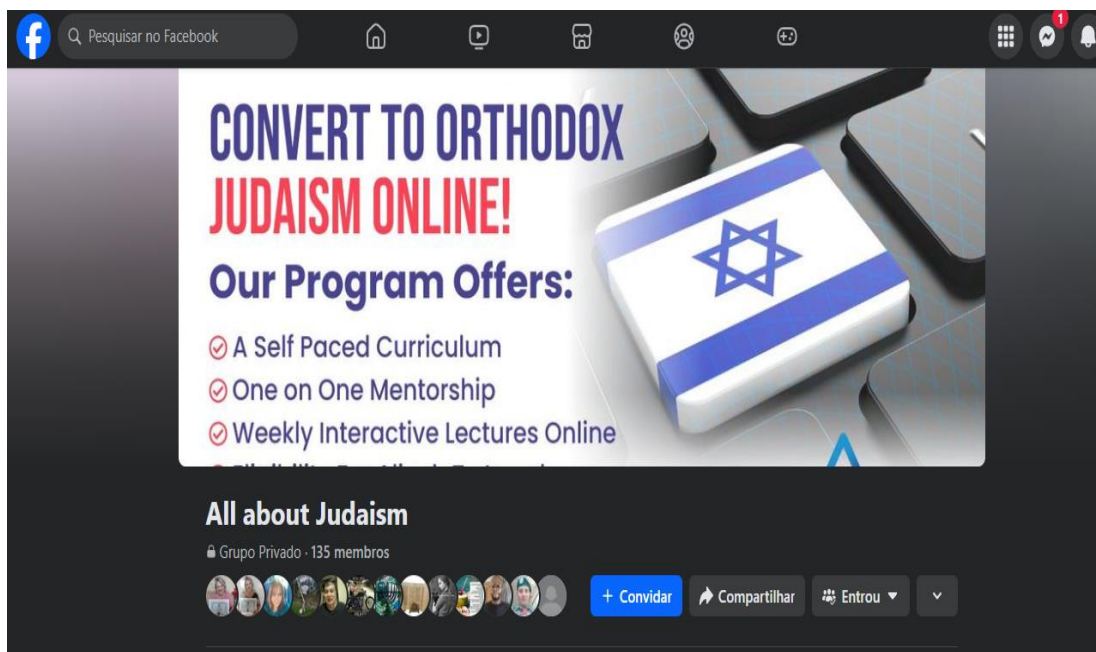 Pesquisar no Facebook
1
CONVERT TO ORTHODOX
JUDAISM ONLINE!
Our Program Offers:
A Self Paced Curriculum
One on One Mentorship
Weekly Interactive Lectures Online
All about Judaism
Grupo Privado · 135 membros
+ Convidar Compartilhar Entrou